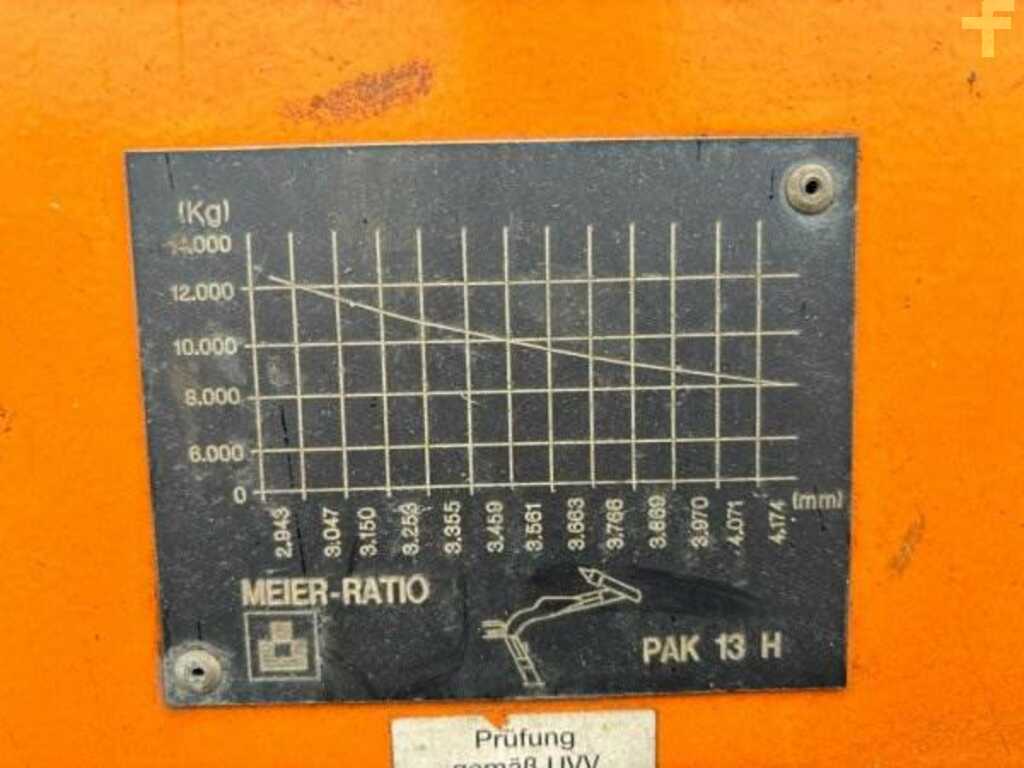 (Kg)
14.000
12.000
10.000
8.000
6.000
0
2.943 3.047 3.150 3.253 3.355 3.459 3.561 3.663 3.766 3.869 3.970 4.071 4.174 (mm)
MEIER-RATIO
PAK 13 H
Prüfung
gemäß UVV